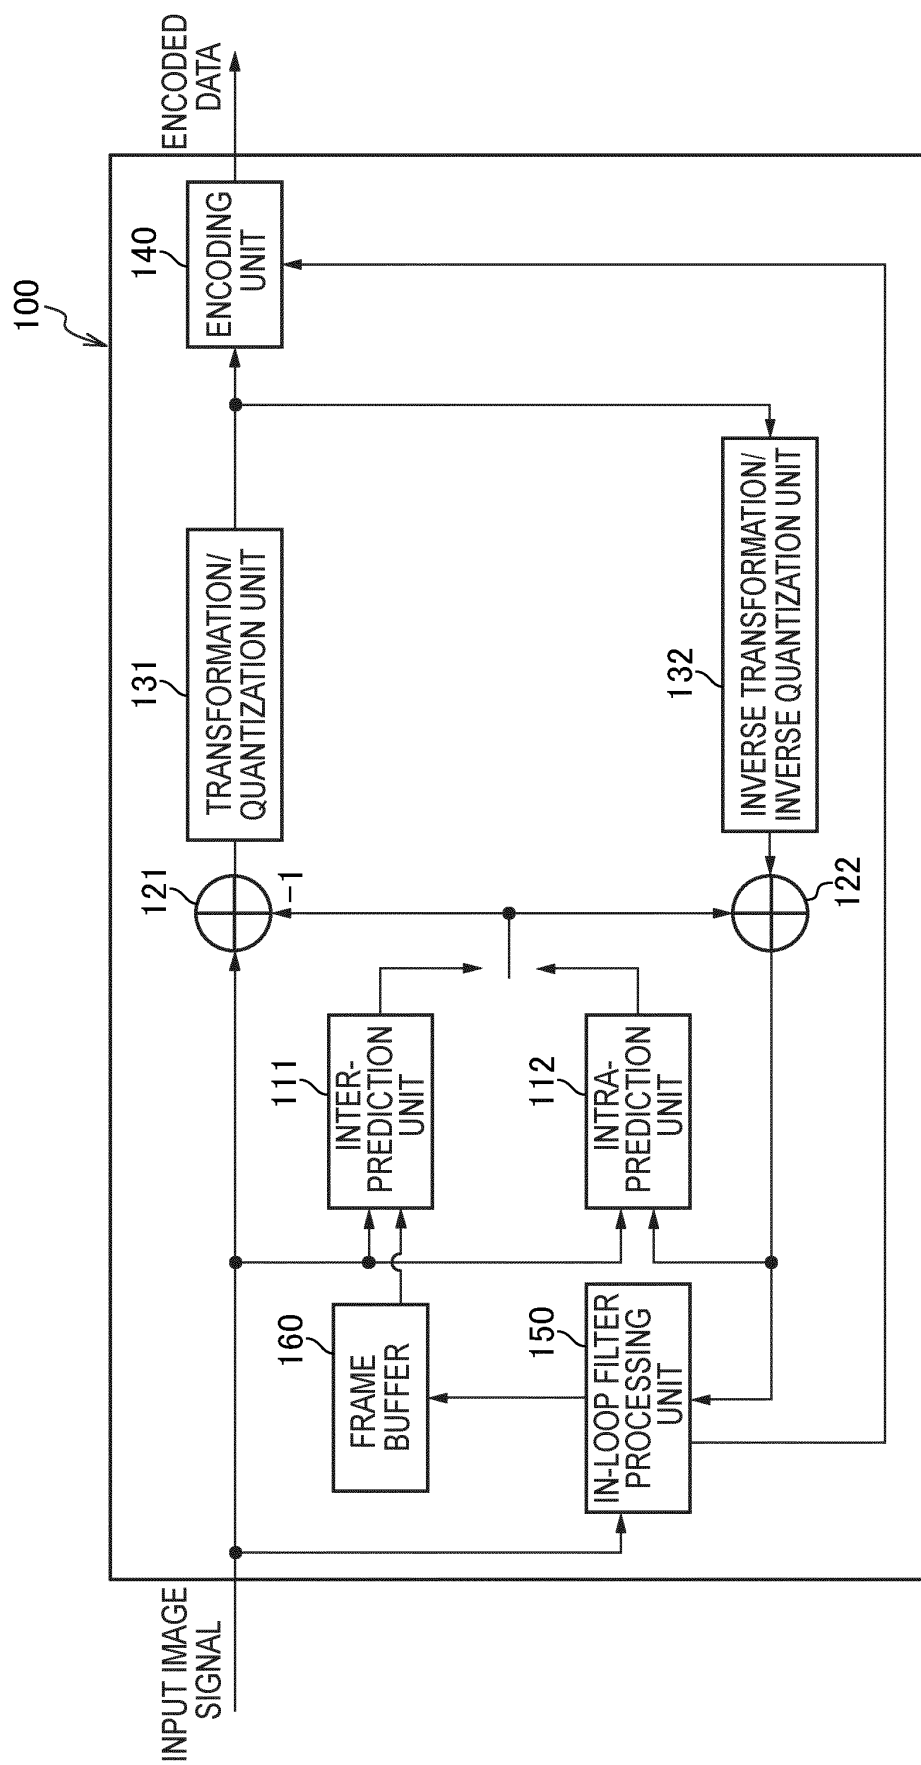 100
INPUT IMAGE
SIGNAL
121
-1
131
TRANSFORMATION/
QUANTIZATION UNIT
140
ENCODING
UNIT
ENCODED
DATA
160
FRAME
BUFFER
111
INTER-
PREDICTION
UNIT
150
IN-LOOP FILTER
PROCESSING
UNIT
112
INTRA-
PREDICTION
UNIT
122
132
INVERSE TRANSFORMATION/
INVERSE QUANTIZATION UNIT